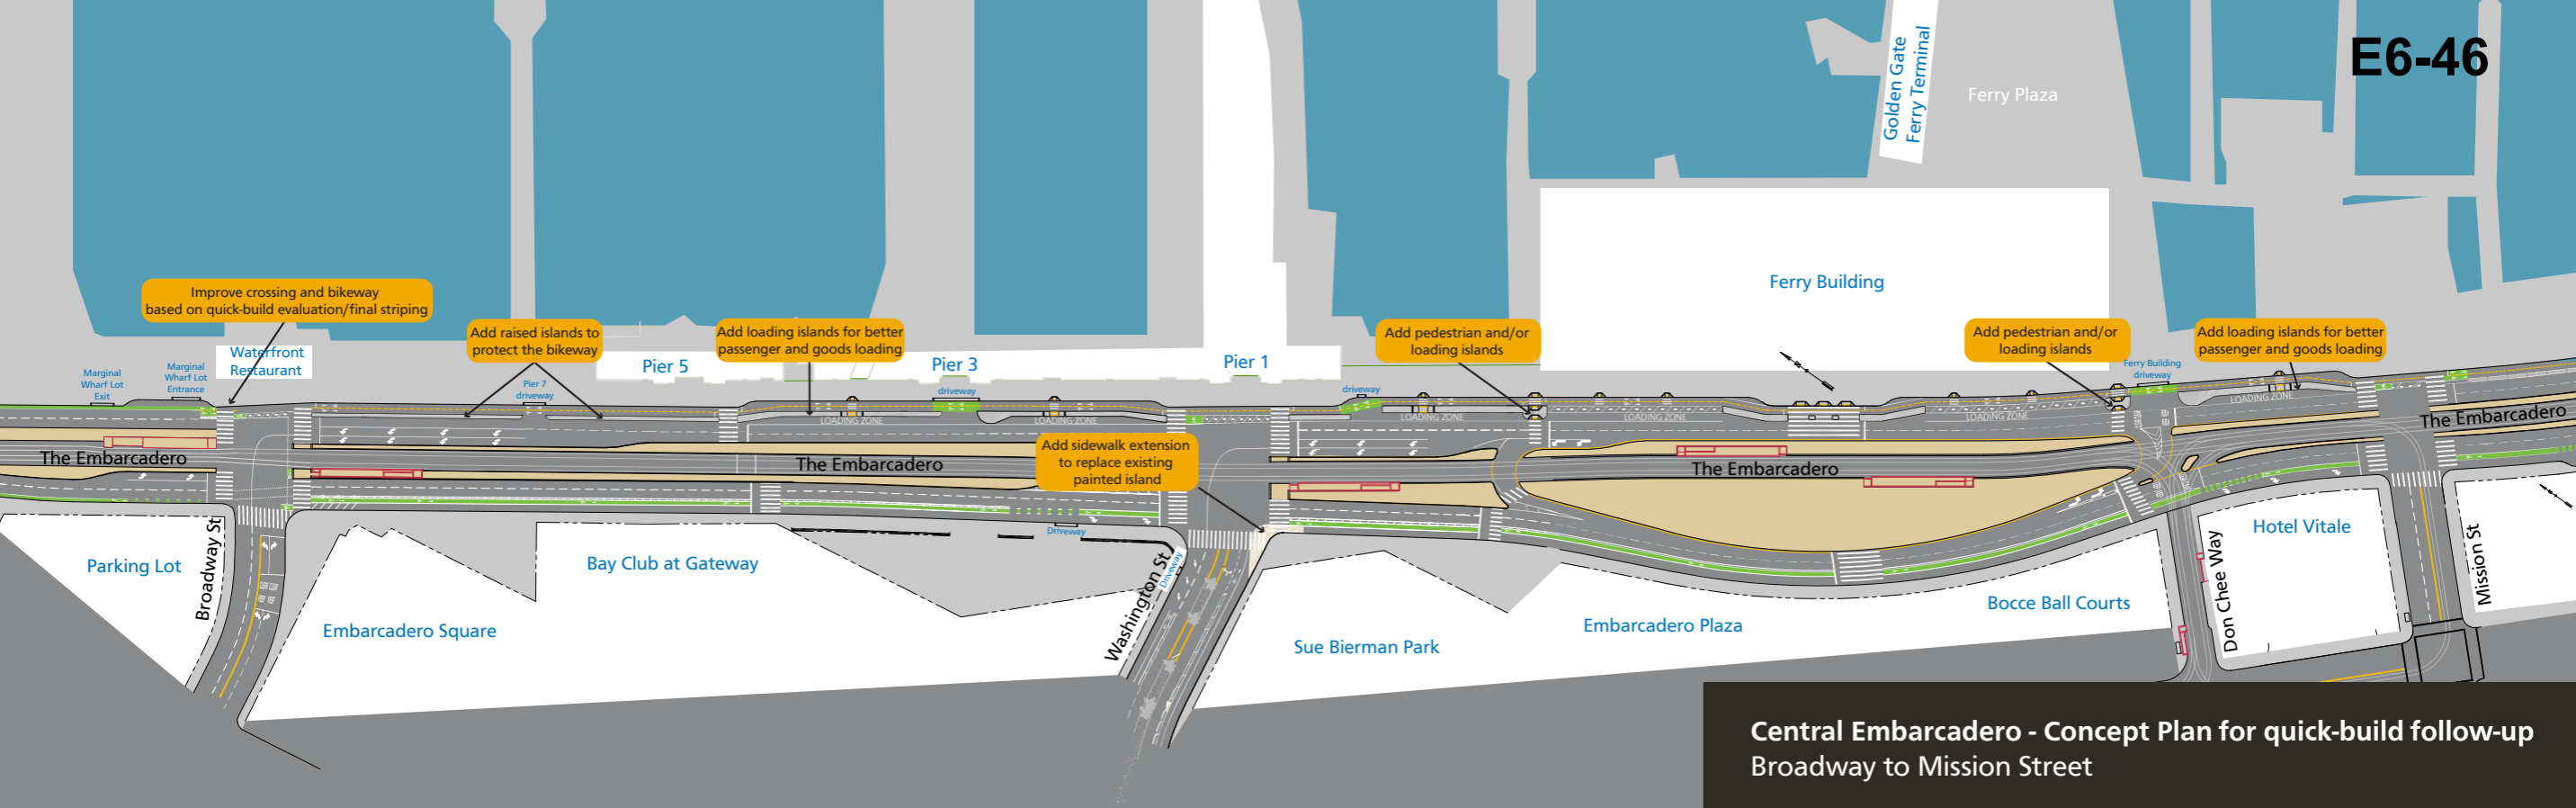 E6-46
Golden Gate
Ferry Terminal
Ferry Plaza
Ferry Building
Improve crossing and bikeway
based on quick-build evaluation/final striping
Add raised islands to
protect the bikeway
Add loading islands for better
passenger and goods loading
Add pedestrian and/or
loading islands
Add pedestrian and/or
loading islands
Add loading islands for better
passenger and goods loading
Waterfront
Restaurant
Pier 5
Pier 3
Pier 1
Marginal
Wharf Lot
Exit
Marginal
Wharf Lot
Entrance
Pier 7
driveway
driveway
driveway
Ferry Building
driveway
LOADING ZONE
LOADING ZONE
LOADING ZONE
LOADING ZONE
LOADING ZONE
LOADING ZONE
Add sidewalk extension
to replace existing
painted island
The Embarcadero
The Embarcadero
The Embarcadero
The Embarcadero
Driveway
Driveway
Parking Lot
Broadway St
Embarcadero Square
Bay Club at Gateway
Washington St
Sue Bierman Park
Embarcadero Plaza
Bocce Ball Courts
Don Chee Way
Hotel Vitale
Mission St
Central Embarcadero - Concept Plan for quick-build follow-up
Broadway to Mission Street